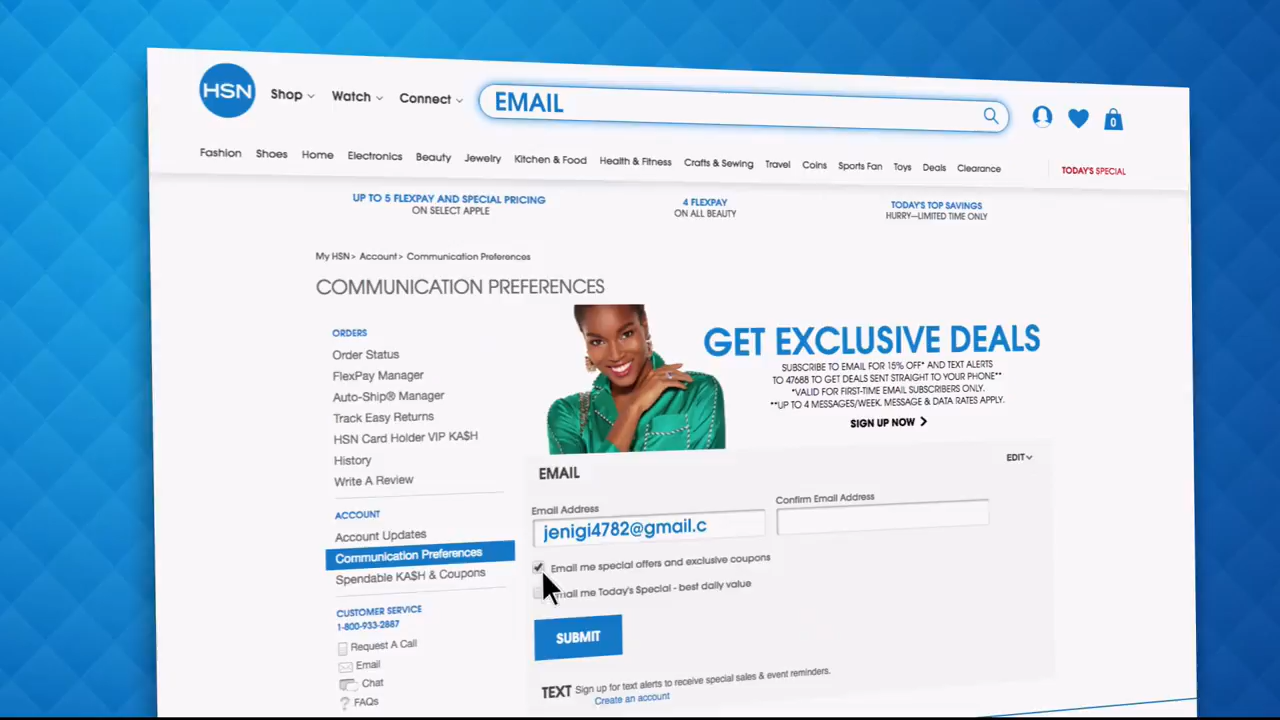 HSN
Shop Watch Connect
EMAIL
0
Fashion Shoes Home Electronics Beauty Jewelry Kitchen & Food Health & Fitness Crafts & Sewing Travel Coins Sports Fan Toys Deals Clearance TODAY'S SPECIAL
UP TO 5 FLEXPAY AND SPECIAL PRICING
ON SELECT APPLE
4 FLEXPAY
ON ALL BEAUTY
TODAY'S TOP SAVINGS
HURRY—LIMITED TIME ONLY
My HSN> Account> Communication Preferences
COMMUNICATION PREFERENCES
ORDERS
Order Status
FlexPay Manager
Auto-Ship® Manager
Track Easy Returns
HSN Card Holder VIP KA$H
History
Write A Review
ACCOUNT
Account Updates
Communication Preferences
Spendable KA$H & Coupons
CUSTOMER SERVICE
1-800-933-2887
Request A Call
Email
Chat
FAQs
GET EXCLUSIVE DEALS
SUBSCRIBE TO EMAIL FOR 15% OFF* AND TEXT ALERTS
TO 47688 TO GET DEALS SENT STRAIGHT TO YOUR PHONE**
*VALID FOR FIRST-TIME EMAIL SUBSCRIBERS ONLY.
**UP TO 4 MESSAGES/WEEK. MESSAGE & DATA RATES APPLY.
SIGN UP NOW >
EMAIL
EDIT
Email Address
Confirm Email Address
jenigi4782@gmail.c
Email me special offers and exclusive coupons
me Today's Special - best daily value
SUBMIT
TEXT Sign up for text alerts to receive special sales & event reminders.
Create an account